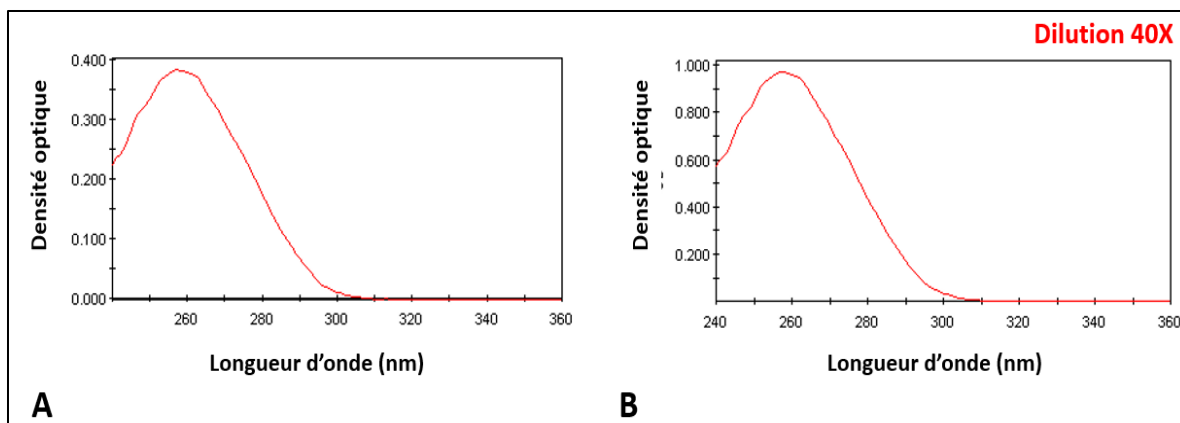 Dilution 40X
0.400
0.300
0.200
0.100
0.000
Densité optique
260 280 300 320 340 360
Longueur d'onde (nm)
A
1.000
0.800
0.600
0.400
0.200
Densité optique
240 260 280 300 320 340 360
Longueur d'onde (nm)
B